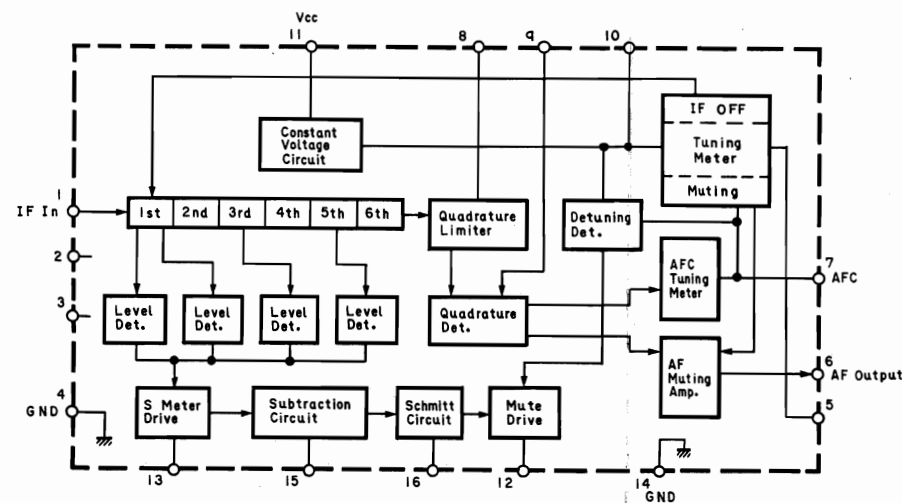 Vcc
11
8
9
10
IF OFF
Tuning
Meter
Muting
Constant
Voltage
Circuit
1
IF In
1st 2nd 3rd 4th 5th 6th
Quadrature
Limiter
Detuning
Det.
2
AFC
Tuning
Meter
7
AFC
3
Level
Det.
Level
Det.
Level
Det.
Level
Det.
Quadrature
Det.
AF
Muting
Amp.
6
AF Output
4
GND
S Meter
Drive
Subtraction
Circuit
Schmitt
Circuit
Mute
Drive
5
13
15
16
12
14
GND